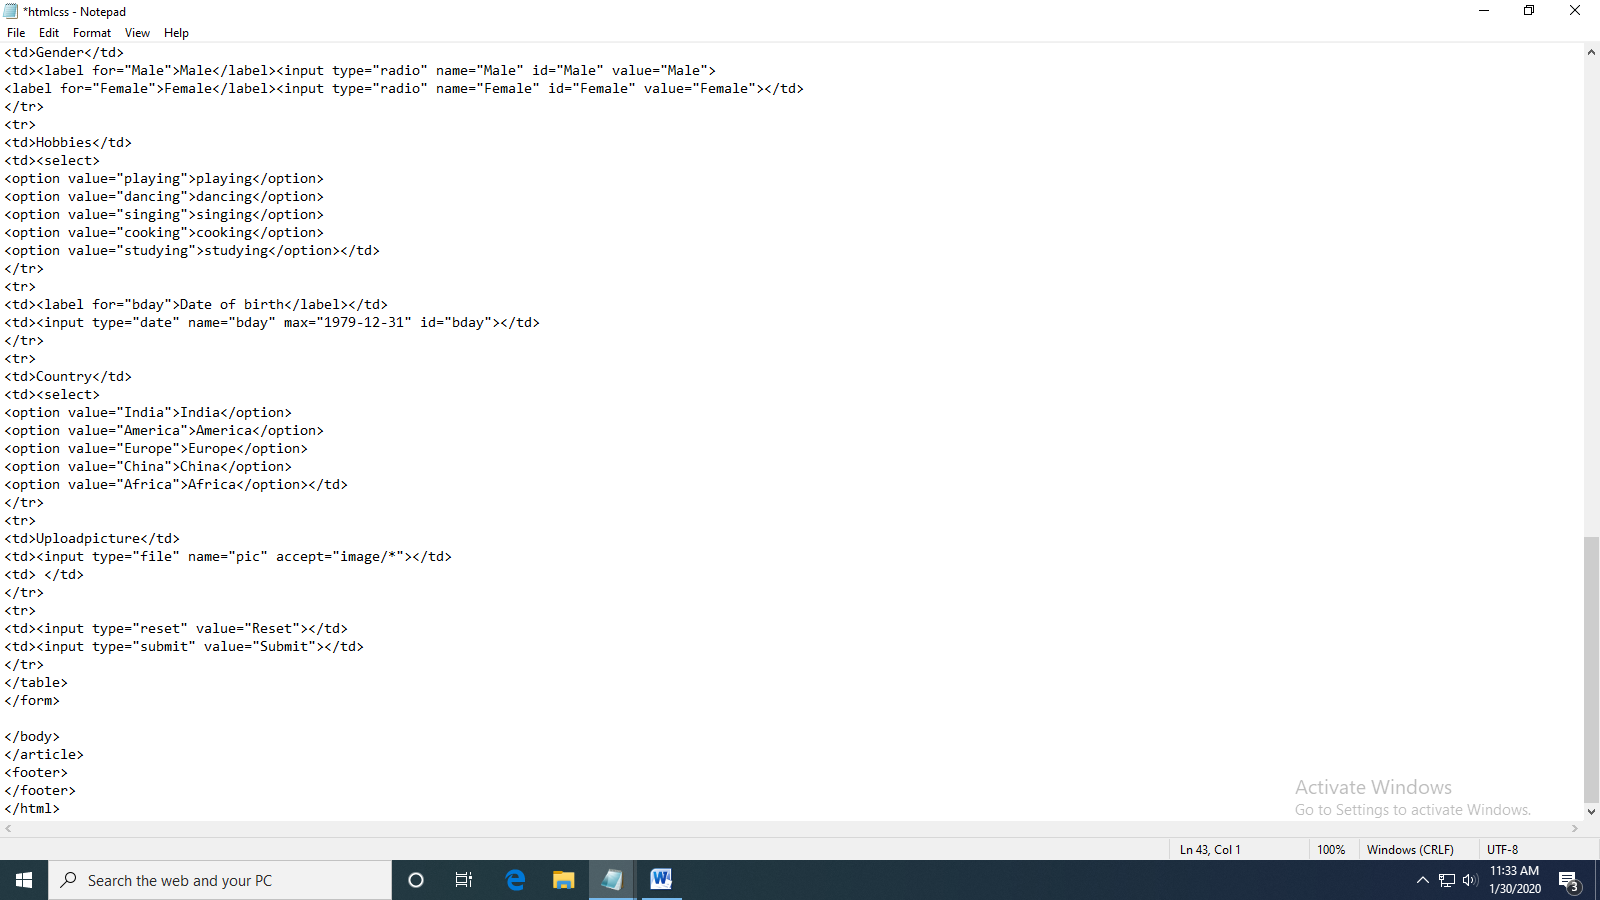 *htmlcss - Notepad
File Edit Format View Help
<td>Gender</td>
<td><label for="Male">Male</label><input type="radio" name="Male" id="Male" value="Male">
<label for="Female">Female</label><input type="radio" name="Female" id="Female" value="Female"></td>
</tr>
<tr>
<td>Hobbies</td>
<td><select>
<option value="playing">playing</option>
<option value="dancing">dancing</option>
<option value="singing">singing</option>
<option value="cooking">cooking</option>
<option value="studying">studying</option></td>
</tr>
<tr>
<td><label for="bday">Date of birth</label></td>
<td><input type="date" name="bday" max="1979-12-31" id="bday"></td>
</tr>
<tr>
<td>Country</td>
<td><select>
<option value="India">India</option>
<option value="America">America</option>
<option value="Europe">Europe</option>
<option value="China">China</option>
<option value="Africa">Africa</option></td>
</tr>
<tr>
<td>Uploadpicture</td>
<td><input type="file" name="pic" accept="image/*"></td>
<td> </td>
</tr>
<tr>
<td><input type="reset" value="Reset"></td>
<td><input type="submit" value="Submit"></td>
</tr>
</table>
</form>

</body>
</article>
<footer>
</footer>
</html>
Activate Windows
Go to Settings to activate Windows.
Ln 43, Col 1 100% Windows (CRLF) UTF-8
Search the web and your PC
11:33 AM
1/30/2020
3